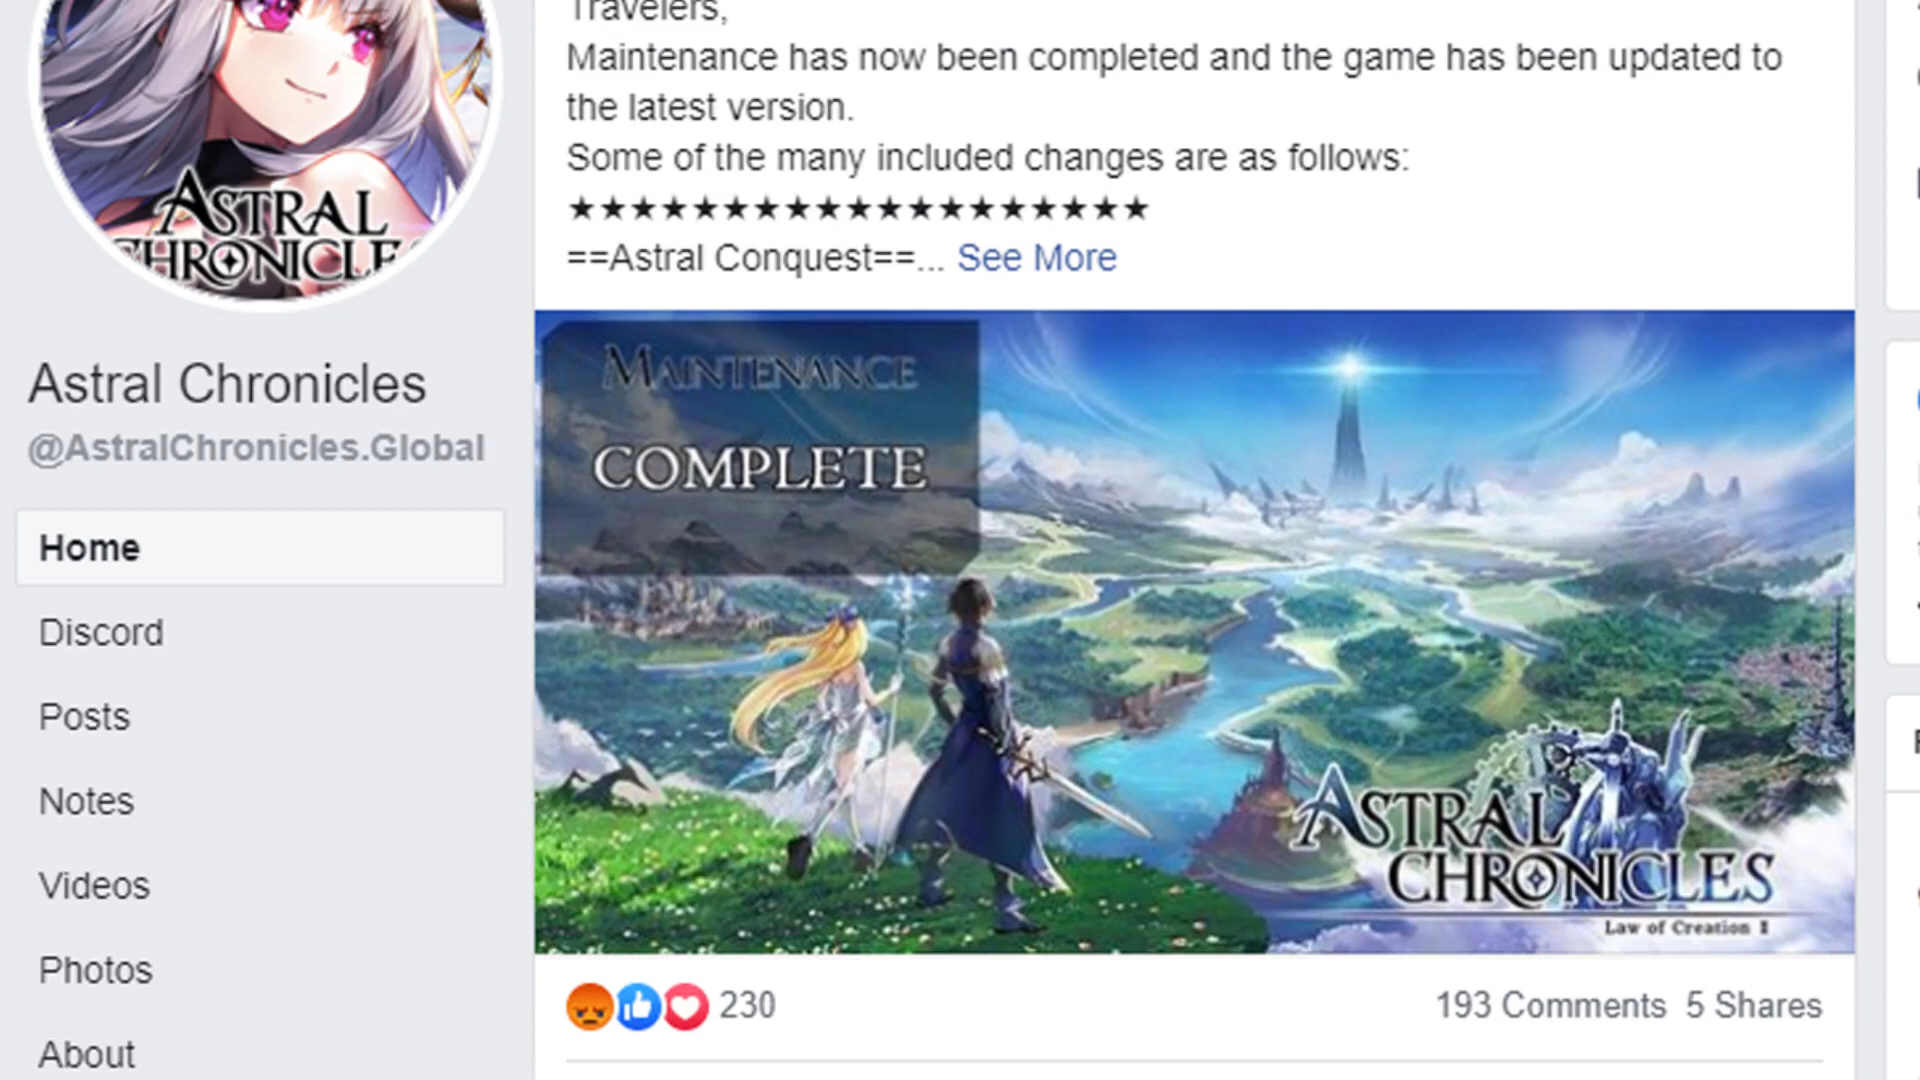 ASTRAL
CHRONICLE
Astral Chronicles
@AstralChronicles.Global
Home
Discord
Posts
Notes
Videos
Photos
About
Travelers,
Maintenance has now been completed and the game has been updated to
the latest version.
Some of the many included changes are as follows:
★★★★★★★★★★★★★★★★★★★
==Astral Conquest==... See More
MAINTENANCE
COMPLETE
ASTRAL
CHRONICLES
Law of Creation II
230
193 Comments 5 Shares